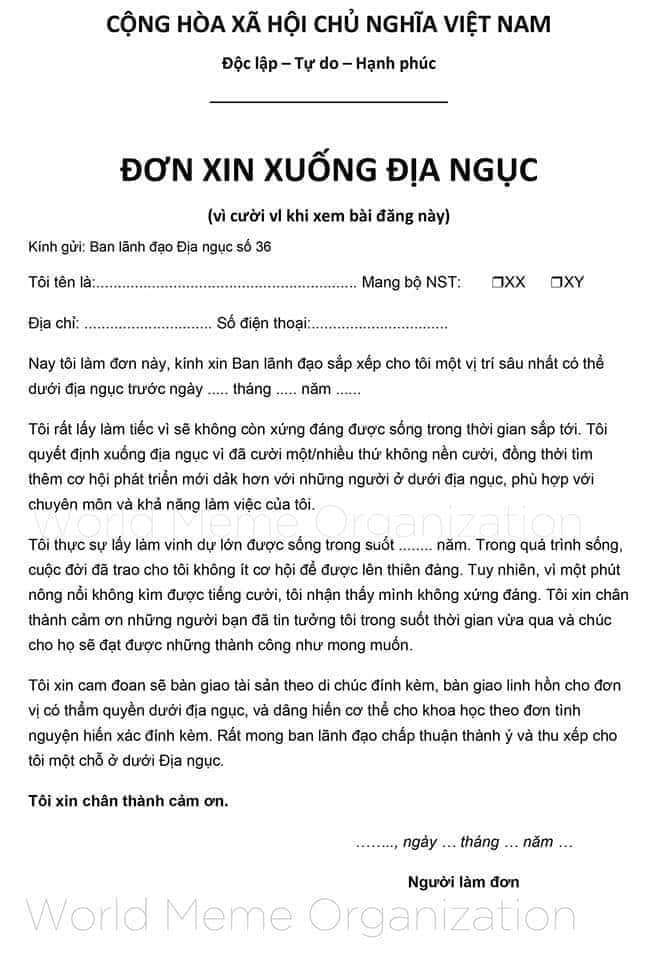 CỘNG HÒA XÃ HỘI CHỦ NGHĨA VIỆT NAM
Độc lập – Tự do – Hạnh phúc
ĐƠN XIN XUỐNG ĐỊA NGỤC
(vì cười vl khi xem bài đăng này)
Kính gửi: Ban lãnh đạo Địa ngục số 36
Tôi tên là:............................................................ Mang bộ NST: ❒XX ❒XY
Địa chỉ: .............................. Số điện thoại:................................
Nay tôi làm đơn này, kính xin Ban lãnh đạo sắp xếp cho tôi một vị trí sâu nhất có thể
dưới địa ngục trước ngày ..... tháng ..... năm ......
Tôi rất lấy làm tiếc vì sẽ không còn xứng đáng được sống trong thời gian sắp tới. Tôi
quyết định xuống địa ngục vì đã cười một/nhiều thứ không nền cười, đồng thời tìm
thêm cơ hội phát triển mới dảk hơn với những người ở dưới địa ngục, phù hợp với
chuyên môn và khả năng làm việc của tôi.
World Meme Organization
Tôi thực sự lấy làm vinh dự lớn được sống trong suốt ........ năm. Trong quá trình sống,
cuộc đời đã trao cho tôi không ít cơ hội để được lên thiên đàng. Tuy nhiên, vì một phút
nông nổi không kìm được tiếng cười, tôi nhận thấy mình không xứng đáng. Tôi xin chân
thành cảm ơn những người bạn đã tin tưởng tôi trong suốt thời gian vừa qua và chúc
cho họ sẽ đạt được những thành công như mong muốn.
Tôi xin cam đoan sẽ bàn giao tài sản theo di chúc đính kèm, bàn giao linh hồn cho đơn
vị có thẩm quyền dưới địa ngục, và dâng hiến cơ thể cho khoa học theo đơn tình
nguyện hiến xác đính kèm. Rất mong ban lãnh đạo chấp thuận thành ý và thu xếp cho
tôi một chỗ ở dưới Địa ngục.
Tôi xin chân thành cảm ơn.
…….., ngày … tháng … năm …
Người làm đơn
World Meme Organization